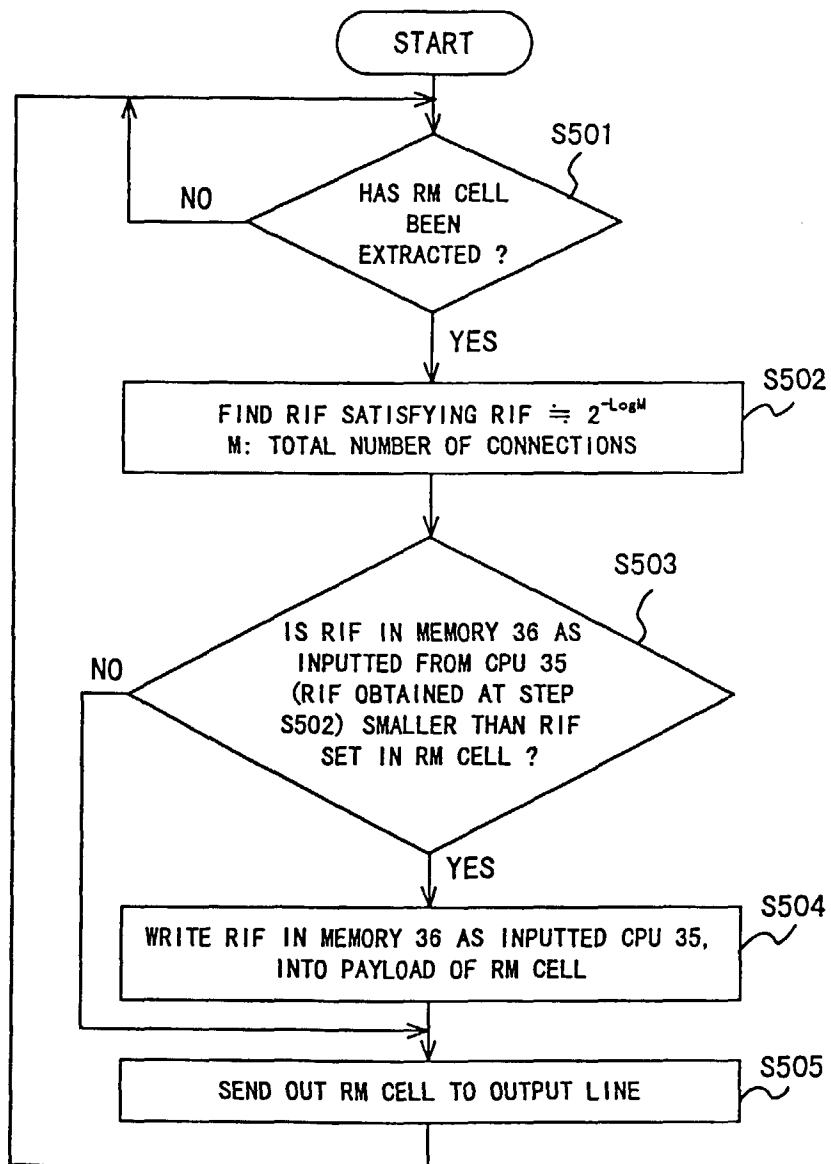 START
S501
HAS RM CELL
BEEN
EXTRACTED ?
NO
YES
S502
FIND RIF SATISFYING RIF ≒ 2^-LogM
M: TOTAL NUMBER OF CONNECTIONS
S503
IS RIF IN MEMORY 36 AS
INPUTTED FROM CPU 35
(RIF OBTAINED AT STEP
S502) SMALLER THAN RIF
SET IN RM CELL ?
NO
YES
S504
WRITE RIF IN MEMORY 36 AS INPUTTED CPU 35,
INTO PAYLOAD OF RM CELL
S505
SEND OUT RM CELL TO OUTPUT LINE